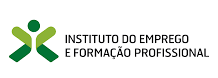 INSTITUTO DO EMPREGO
E FORMAÇÃO PROFISSIONAL